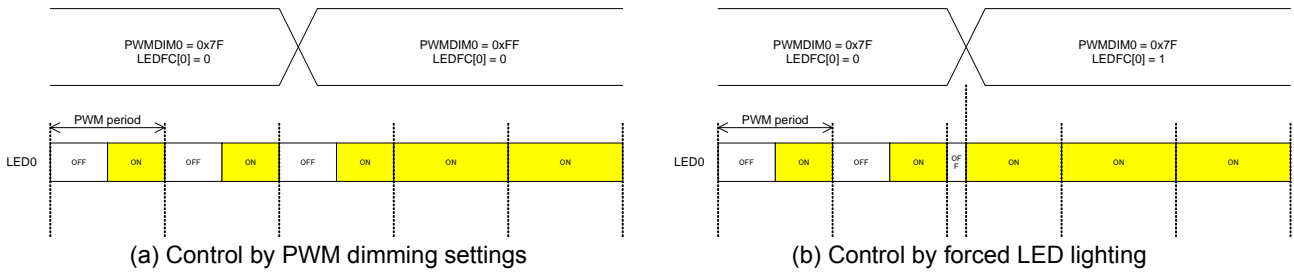 PWMDIM0 = 0x7F
LEDFC[0] = 0
PWMDIM0 = 0xFF
LEDFC[0] = 0
PWM period
LED0
OFF
ON
OFF
ON
OFF
ON
ON
ON
(a) Control by PWM dimming settings
PWMDIM0 = 0x7F
LEDFC[0] = 0
PWMDIM0 = 0x7F
LEDFC[0] = 1
PWM period
LED0
OFF
ON
OFF
ON
OF
F
ON
ON
ON
(b) Control by forced LED lighting